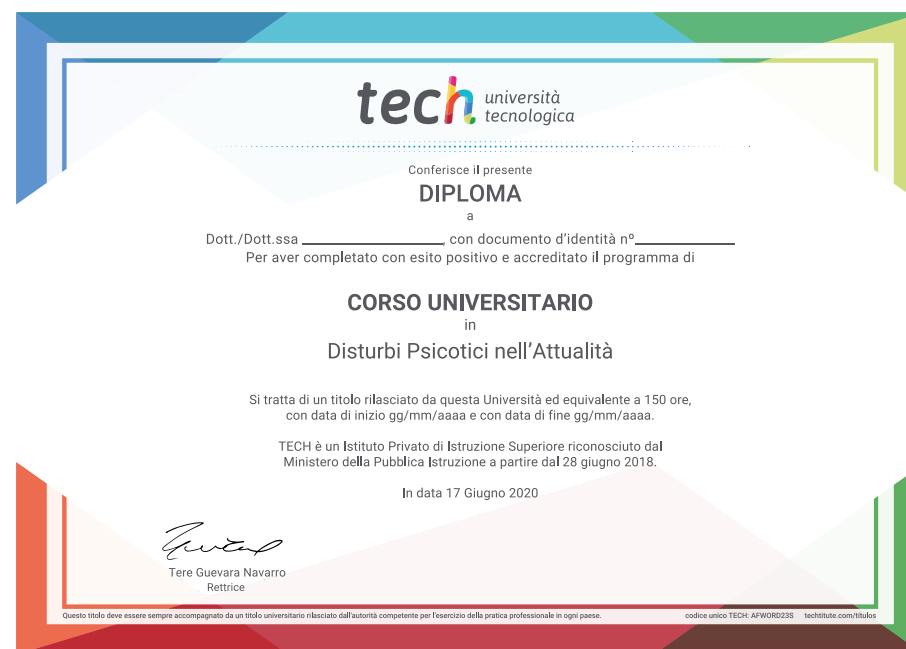 tech università
tecnologica
Conferisce il presente
DIPLOMA
a
Dott./Dott.ssa ____________________, con documento d'identità nº______________
Per aver completato con esito positivo e accreditato il programma di
CORSO UNIVERSITARIO
in
Disturbi Psicotici nell'Attualità
Si tratta di un titolo rilasciato da questa Università ed equivalente a 150 ore,
con data di inizio gg/mm/aaaa e con data di fine gg/mm/aaaa.
TECH è un Istituto Privato di Istruzione Superiore riconosciuto dal
Ministero della Pubblica Istruzione a partire dal 28 giugno 2018.
In data 17 Giugno 2020
Tere Guevara Navarro
Rettrice
Questo titolo deve essere sempre accompagnato da un titolo universitario rilasciato dall'autorità competente per l'esercizio della pratica professionale in ogni paese. codice unico TECH: AFWORD23S techtitute.com/titulos